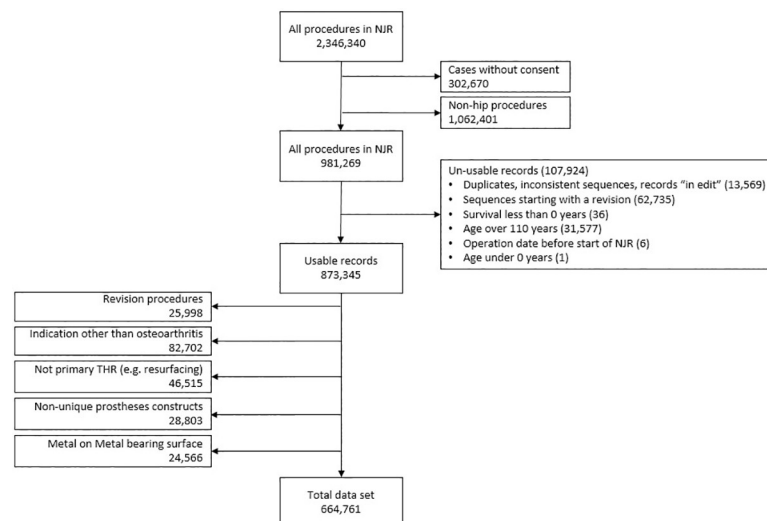 All procedures in NJR
2,346,340
Cases without consent
302,670
Non-hip procedures
1,062,401
All procedures in NJR
981,269
Un-usable records (107,924)
• Duplicates, inconsistent sequences, records “in edit” (13,569)
• Sequences starting with a revision (62,735)
• Survival less than 0 years (36)
• Age over 110 years (31,577)
• Operation date before start of NJR (6)
• Age under 0 years (1)
Usable records
873,345
Revision procedures
25,998
Indication other than osteoarthritis
82,702
Not primary THR (e.g. resurfacing)
46,515
Non-unique prostheses constructs
28,803
Metal on Metal bearing surface
24,566
Total data set
664,761